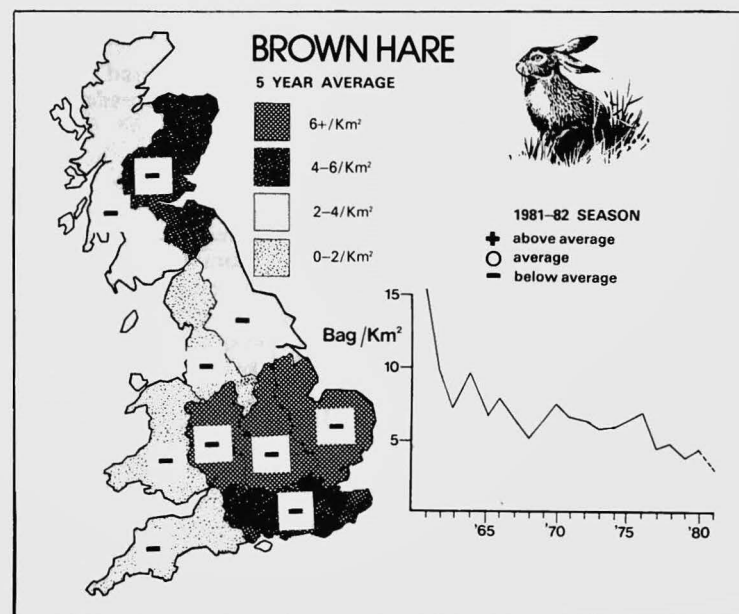 BROWN HARE
5 YEAR AVERAGE
6+/Km²
4–6/Km²
2–4/Km²
0–2/Km²
1981–82 SEASON
+ above average
O average
– below average
Bag/Km²
15
10
5
'65
'70
'75
'80